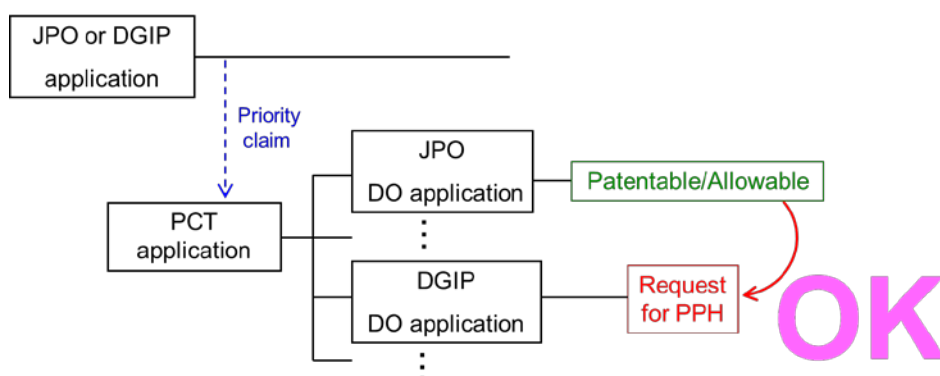 JPO or DGIP
application
Priority
claim
JPO
DO application
Patentable/Allowable
PCT
application
DGIP
DO application
Request
for PPH
OK